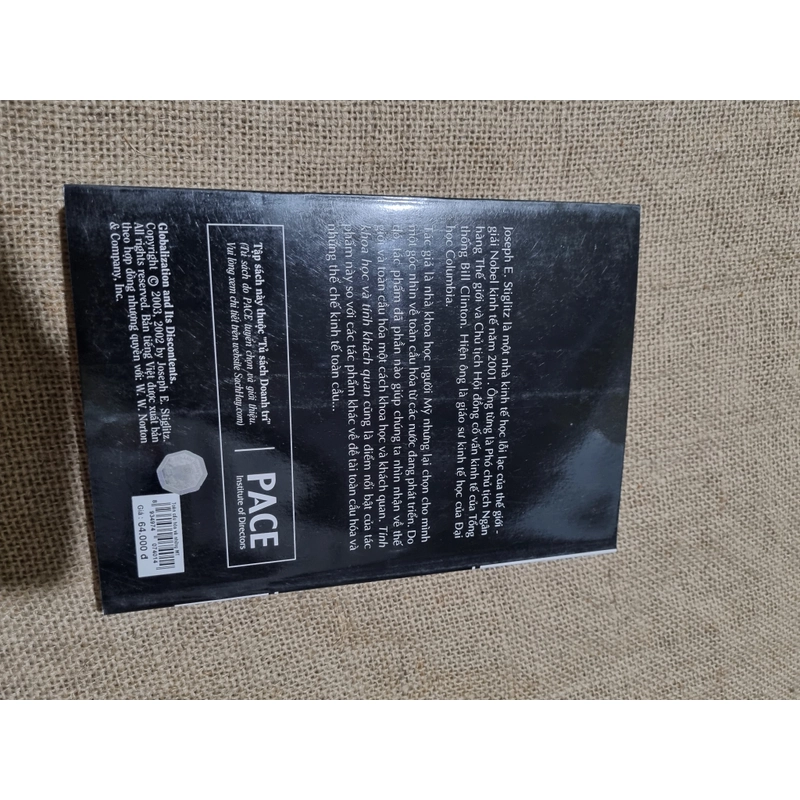 Joseph E. Stiglitz là một nhà kinh tế học lỗi lạc của thế giới -
giải Nobel kinh tế năm 2001. Ông từng là Phó chủ tịch Ngân
hàng Thế giới và Chủ tịch Hội đồng cố vấn kinh tế của Tổng
thống Bill Clinton. Hiện ông là giáo sư kinh tế học của Đại
học Columbia.
Tác giả là nhà khoa học người Mỹ, nhưng lại chọn cho mình
một góc nhìn về toàn cầu hóa từ các nước đang phát triển. Do
đó, tác phẩm đã phần nào giúp chúng ta nhìn nhận về thế
giới và toàn cầu hóa một cách khoa học và khách quan. Tính
khoa học và tính khách quan cũng là điểm nổi bật của tác
phẩm này so với các tác phẩm khác về đề tài toàn cầu hóa và
những thể chế kinh tế toàn cầu...
Tập sách này thuộc "Tủ sách Doanh trí"
(Tủ sách do PACE tuyển chọn và giới thiệu.
Vui lòng xem chi tiết trên website SachHay.com)
PACE
Institute of Directors
Globalization and Its Discontents.
Copyright © 2003, 2002 by Joseph E. Stiglitz.
All rights reserved. Bản tiếng Việt được xuất bản
theo hợp đồng nhượng quyền với: W. W. Norton
& Company, Inc.
Giá : 64.000 đ